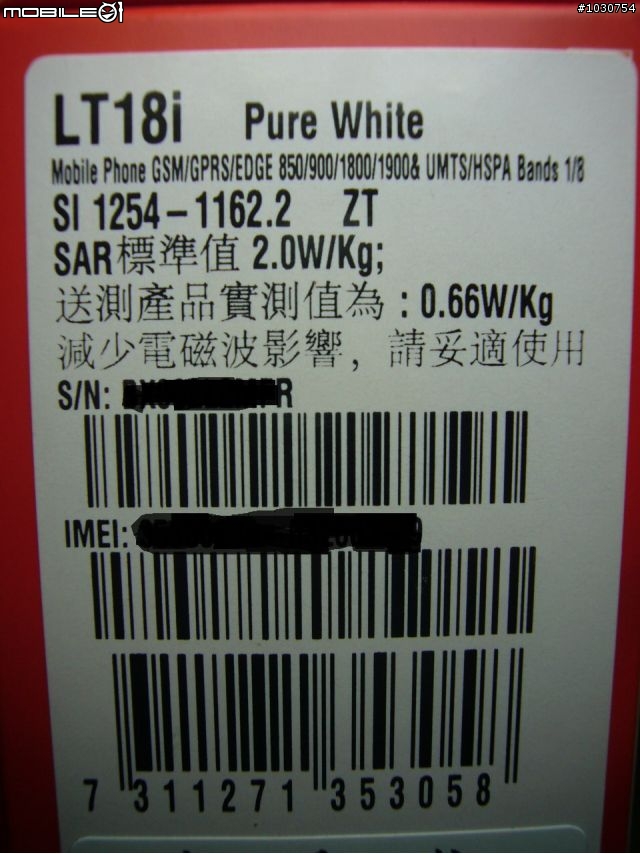 MOBILE01
#1030754
LT18i Pure White
Mobile Phone GSM/GPRS/EDGE 850/900/1800/1900& UMTS/HSPA Bands 1/8
SI 1254-1162.2 ZT
SAR標準值 2.0W/Kg;
送測產品實測值為：0.66W/Kg
減少電磁波影響，請妥適使用
S/N:
IMEI:
7 311271 353058